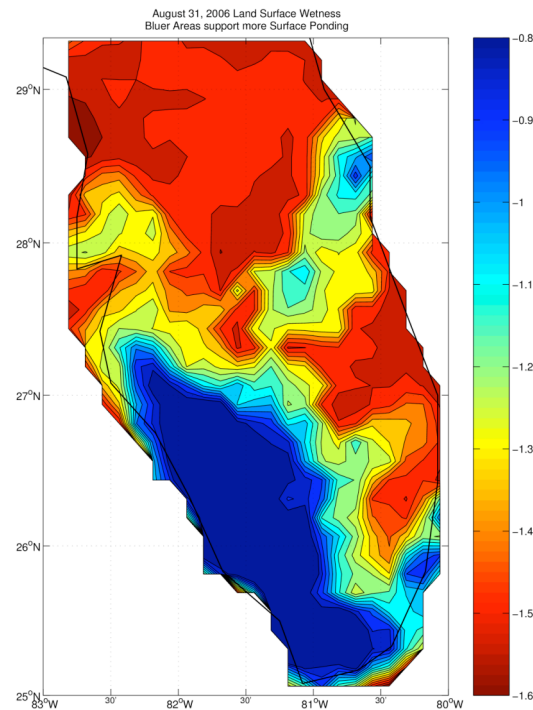 August 31, 2006 Land Surface Wetness
Bluer Areas support more Surface Ponding
29°N
28°N
27°N
26°N
25°N
83°W
30'
82°W
30'
81°W
30'
80°W
−0.8
−0.9
−1
−1.1
−1.2
−1.3
−1.4
−1.5
−1.6